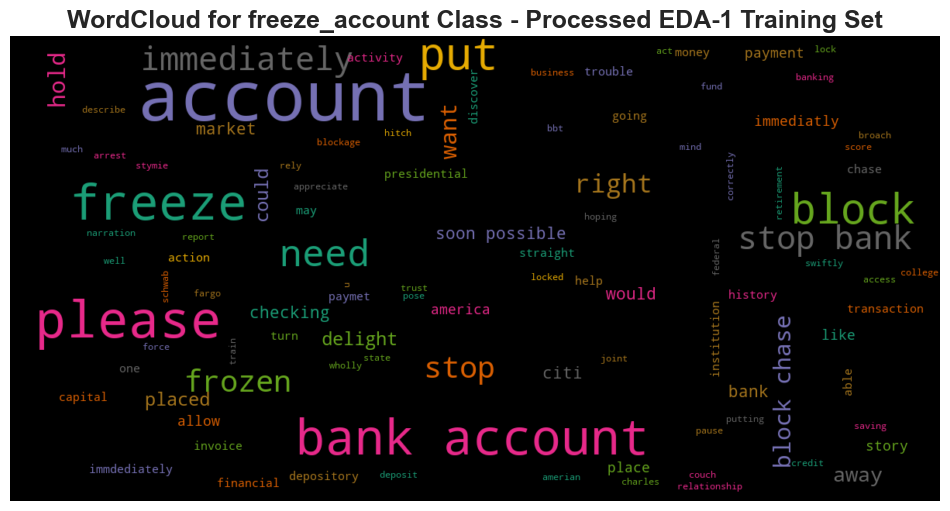 WordCloud for freeze_account Class - Processed EDA-1 Training Set
hold
immediately
activity
put
act
money
payment
lock
account
discover
business
trouble
fund
banking
describe
market
hitch
want
going
bbt
immediatly
broach
blockage
much
arrest
stymie
rely
mind
score
chase
presidential
could
appreciate
right
correctly
retirement
freeze
may
hoping
block
narration
report
soon possible
stop bank
well
action
need
straight
federal
swiftly
locked
help
access
college
schwab
fargo
u
paymet
trust
pose
would
history
transaction
please
checking
america
institution
force
turn
delight
like
train
state
wholly
joint
one
frozen
stop
citi
block chase
able
capital
placed
bank
allow
putting
saving
invoice
bank account
pause
story
immdediately
depository
deposit
place
credit
away
financial
amerian
charles
couch
relationship